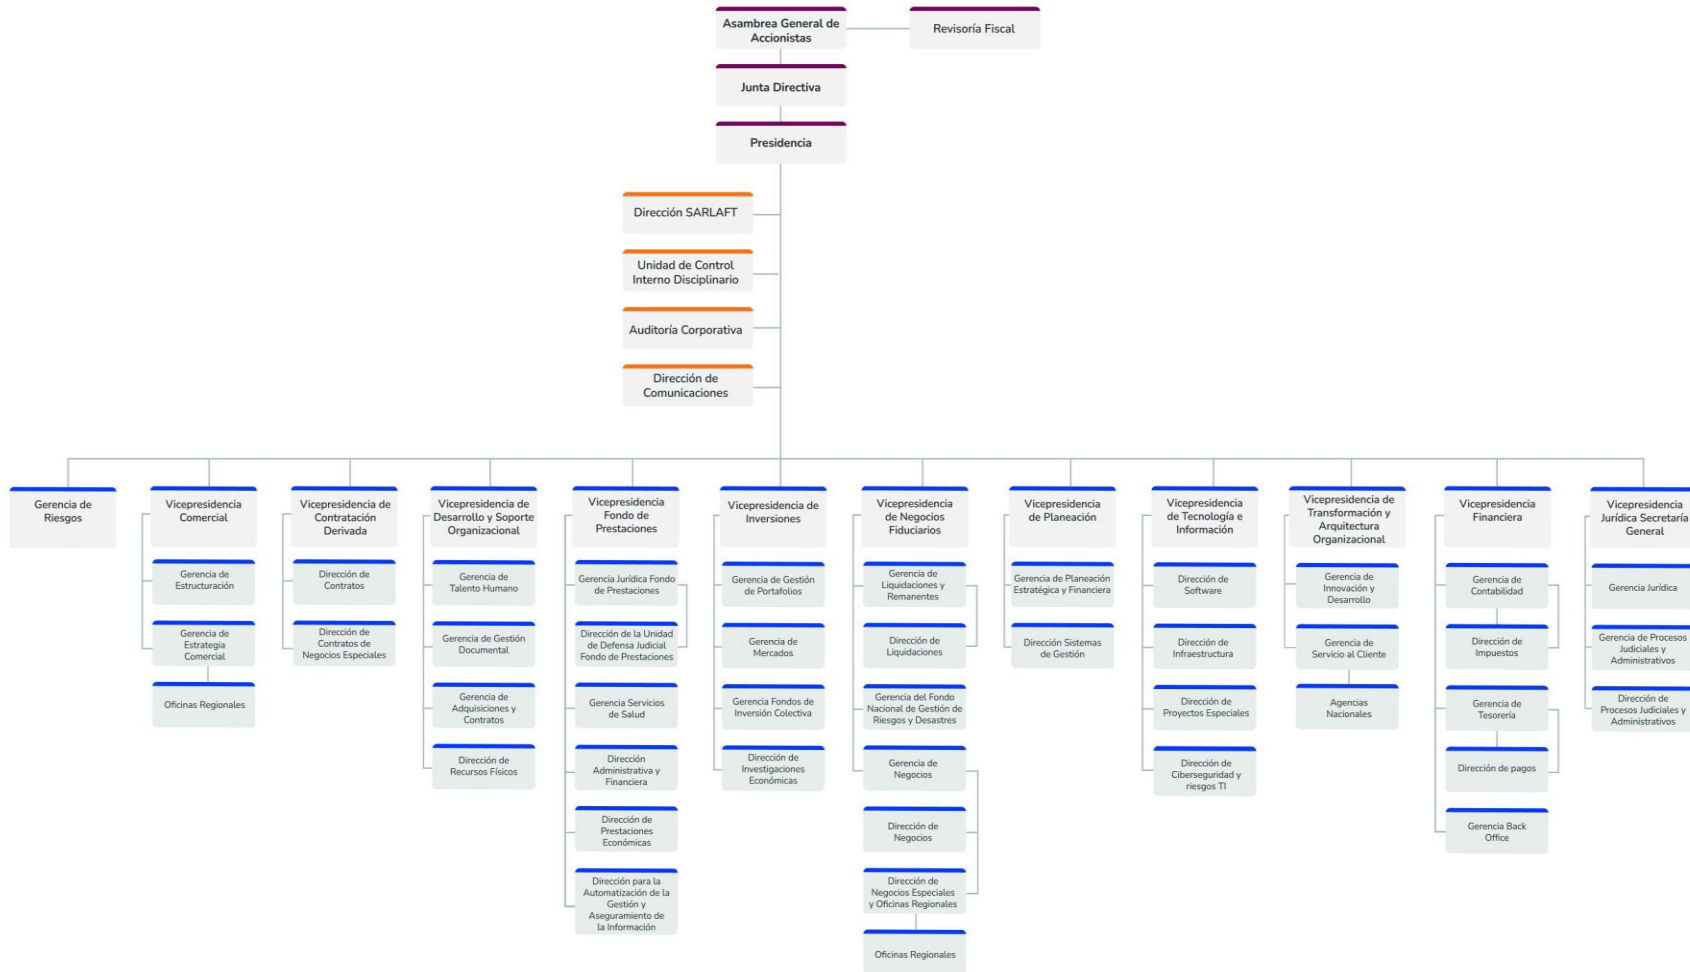 Asambrea General de
Accionistas
Revisoría Fiscal
Junta Directiva
Presidencia
Dirección SARLAFT
Unidad de Control
Interno Disciplinario
Auditoría Corporativa
Dirección de
Comunicaciones
Gerencia de
Riesgos
Vicepresidencia
Comercial
Gerencia de
Estructuración
Gerencia de
Estrategia
Comercial
Oficinas Regionales
Vicepresidencia de
Contratación
Derivada
Dirección de
Contratos
Dirección de
Contratos de
Negocios Especiales
Vicepresidencia de
Desarrollo y Soporte
Organizacional
Gerencia de
Talento Humano
Gerencia de Gestión
Documental
Gerencia de
Adquisiciones y
Contratos
Dirección de
Recursos Físicos
Vicepresidencia
Fondo de
Prestaciones
Gerencia Jurídica Fondo
de Prestaciones
Dirección de la Unidad
de Defensa Judicial
Fondo de Prestaciones
Gerencia Servicios
de Salud
Dirección
Administrativa y
Financiera
Dirección de
Prestaciones
Económicas
Dirección para la
Automatización de la
Gestión y
Aseguramiento de
la Información
Vicepresidencia de
de Inversiones
Gerencia de Gestión
de Portafolios
Gerencia de
Mercados
Gerencia Fondos de
Inversión Colectiva
Dirección de
Investigaciones
Económicas
Vicepresidencia
de Negocios
Fiduciarios
Gerencia de
Liquidaciones y
Remanentes
Dirección de
Liquidaciones
Gerencia del Fondo
Nacional de Gestión de
Riesgos y Desastres
Gerencia de
Negocios
Dirección de
Negocios
Dirección de
Negocios Especiales
y Oficinas Regionales
Oficinas Regionales
Vicepresidencia
de Planeación
Gerencia de Planeación
Estratégica y Financiera
Dirección Sistemas
de Gestión
Vicepresidencia
de Tecnología e
Información
Dirección de
Software
Dirección de
Infraestructura
Dirección de
Proyectos Especiales
Dirección de
Ciberseguridad y
riesgos TI
Vicepresidencia de
Transformación y
Arquitectura
Organizacional
Gerencia de
Innovación y
Desarrollo
Gerencia de
Servicio al Cliente
Agencias
Nacionales
Vicepresidencia
Financiera
Gerencia de
Contabilidad
Dirección de
Impuestos
Gerencia de
Tesorería
Dirección de pagos
Gerencia Back
Office
Vicepresidencia
Jurídica Secretaría
General
Gerencia Jurídica
Gerencia de Procesos
Judiciales y
Administrativos
Dirección de
Procesos Judiciales y
Administrativos